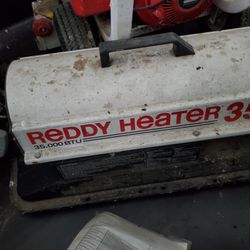 REDDY HEATER 35
35,000 BTU